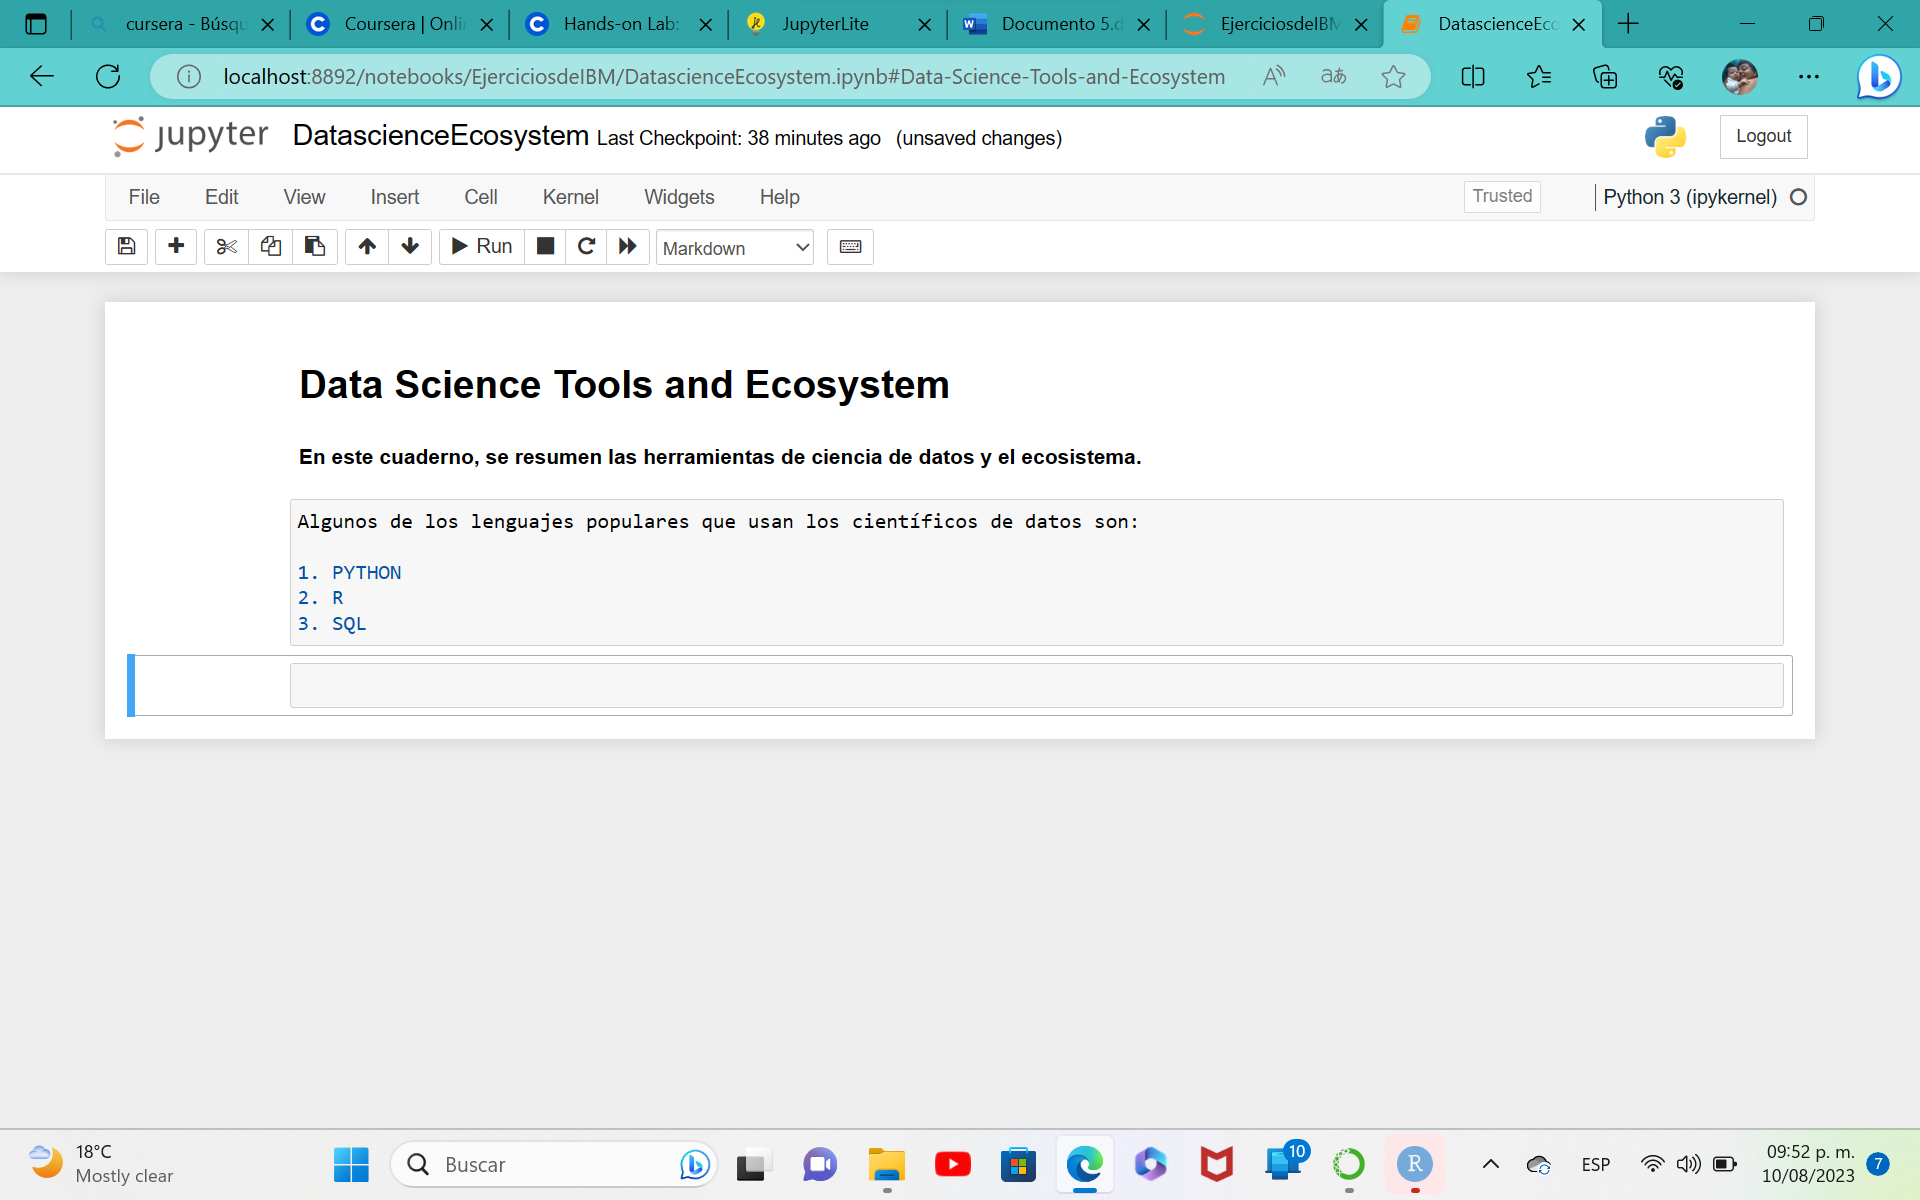 cursera - Búsqu
Coursera | Onli
Hands-on Lab:
JupyterLite
Documento 5.d
EjerciciosdeIBM
DatascienceEco
localhost:8892/notebooks/EjerciciosdeIBM/DatascienceEcosystem.ipynb#Data-Science-Tools-and-Ecosystem
jupyter DatascienceEcosystem Last Checkpoint: 38 minutes ago (unsaved changes)
Logout
File Edit View Insert Cell Kernel Widgets Help
Trusted
Python 3 (ipykernel)
Run
Markdown
Data Science Tools and Ecosystem
En este cuaderno, se resumen las herramientas de ciencia de datos y el ecosistema.
Algunos de los lenguajes populares que usan los científicos de datos son:
1. PYTHON
2. R
3. SQL
18°C
Mostly clear
Buscar
10
R
ESP
09:52 p. m.
10/08/2023
7